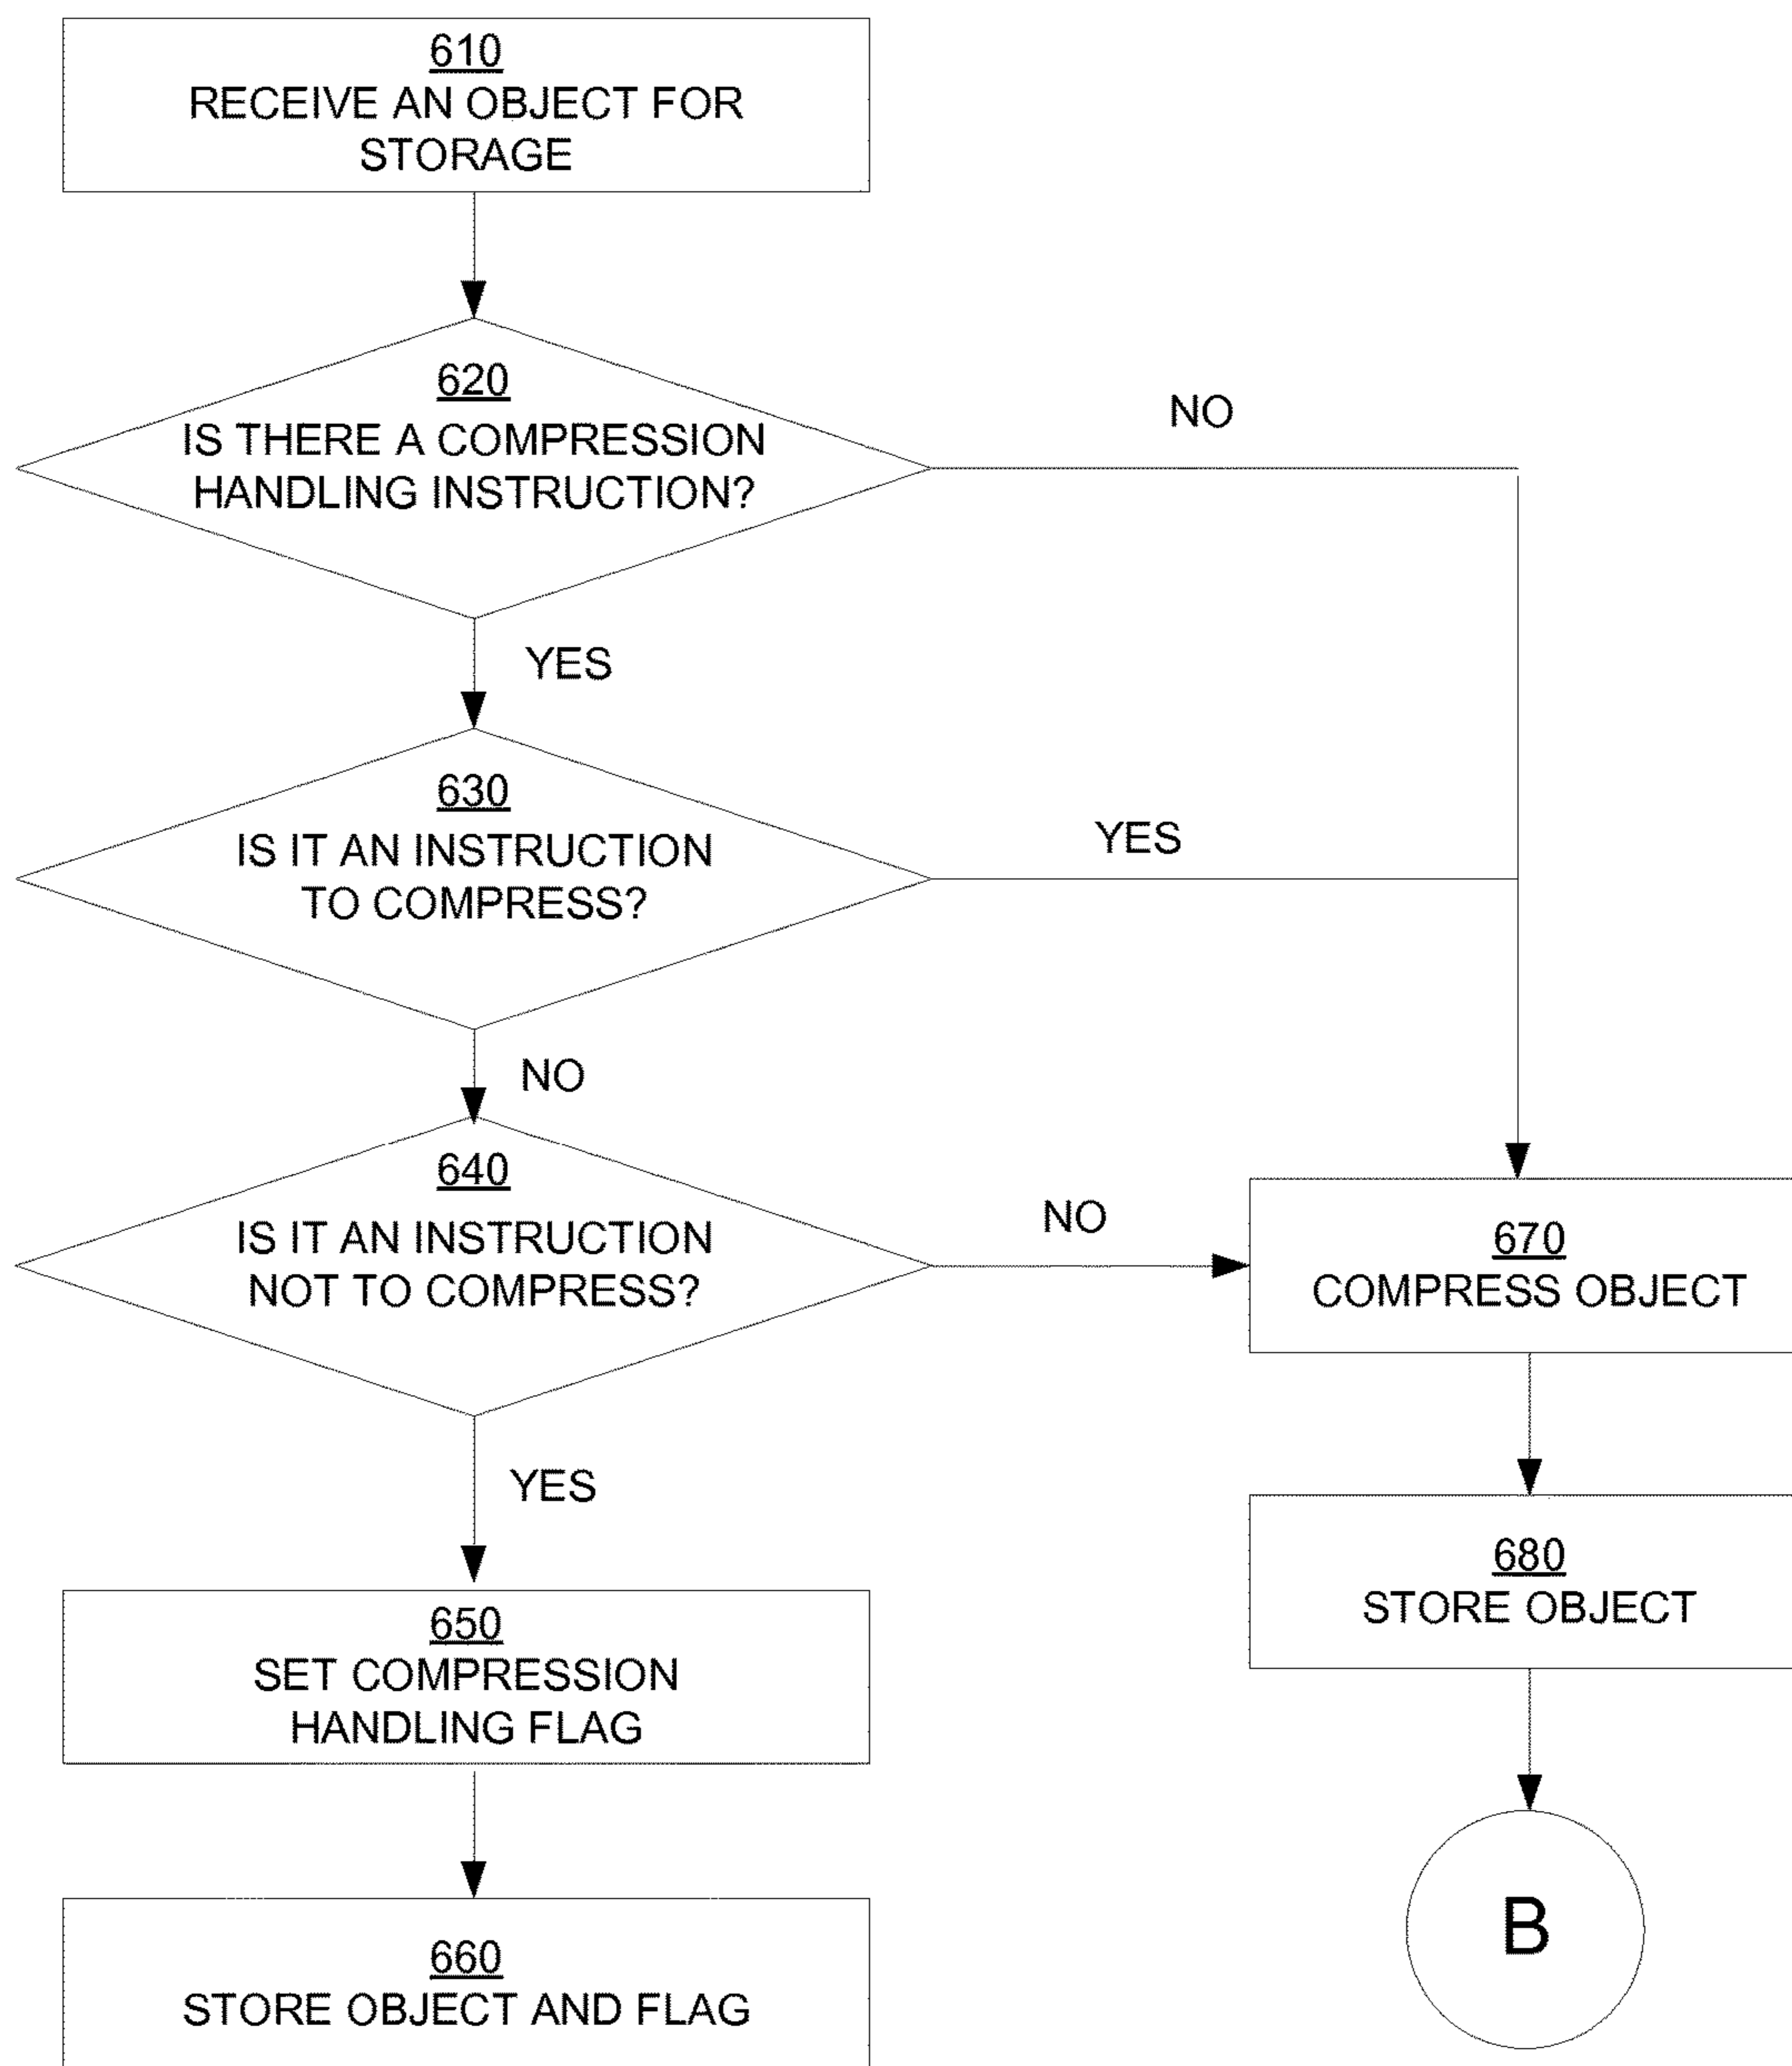 610
RECEIVE AN OBJECT FOR
STORAGE
620
IS THERE A COMPRESSION
HANDLING INSTRUCTION?
NO
YES
630
IS IT AN INSTRUCTION
TO COMPRESS?
YES
NO
640
IS IT AN INSTRUCTION
NOT TO COMPRESS?
NO
670
COMPRESS OBJECT
YES
680
STORE OBJECT
650
SET COMPRESSION
HANDLING FLAG
660
STORE OBJECT AND FLAG
B